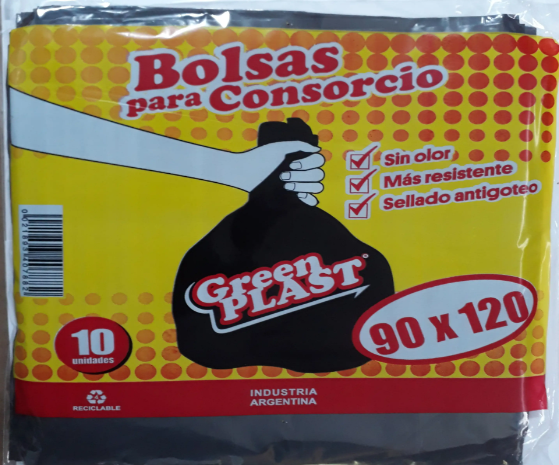 Bolsas
para Consorcio
Sin olor
Más resistente
Sellado antigoteo
Green
PLAST
90 x 120
10
unidades
RECICLABLE
INDUSTRIA
ARGENTINA